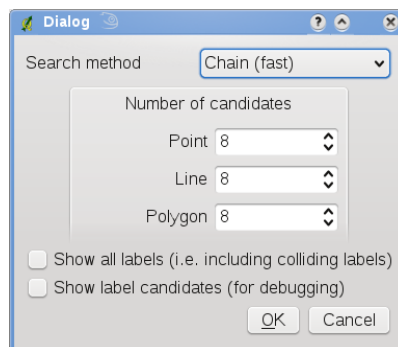 Dialog
Search method Chain (fast)
Number of candidates
Point 8
Line 8
Polygon 8
Show all labels (i.e. including colliding labels)
Show label candidates (for debugging)
OK Cancel